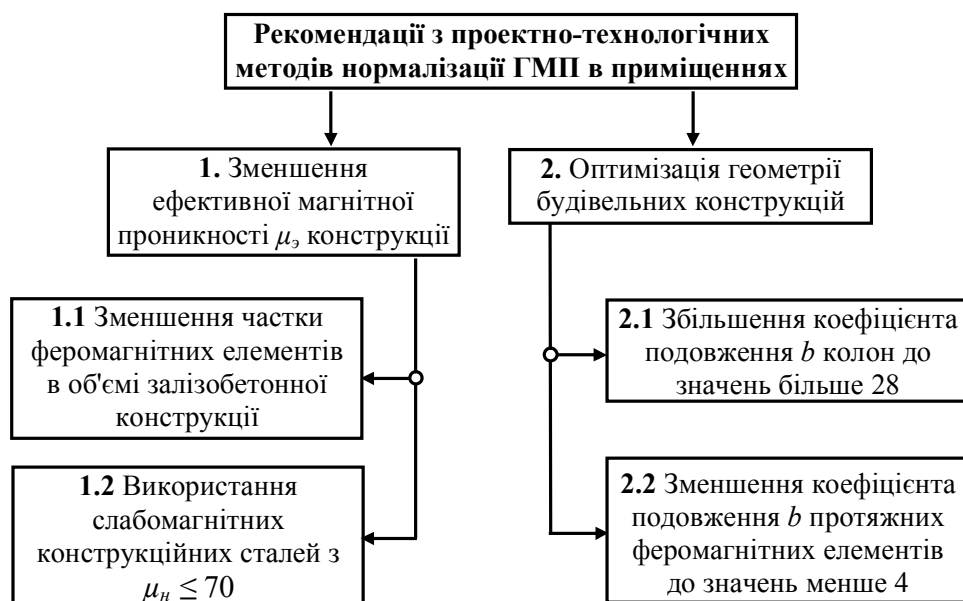 Рекомендації з проектно-технологічних
методів нормалізації ГМП в приміщеннях
1. Зменшення
ефективної магнітної
проникності μэ конструкції
2. Оптимізація геометрії
будівельних конструкцій
1.1 Зменшення частки
феромагнітних елементів
в об'ємі залізобетонної
конструкції
2.1 Збільшення коефіцієнта
подовження b колон до
значень більше 28
1.2 Використання
слабомагнітних
конструкційних сталей з
μн ≤ 70
2.2 Зменшення коефіцієнта
подовження b протяжних
феромагнітних елементів
до значень менше 4